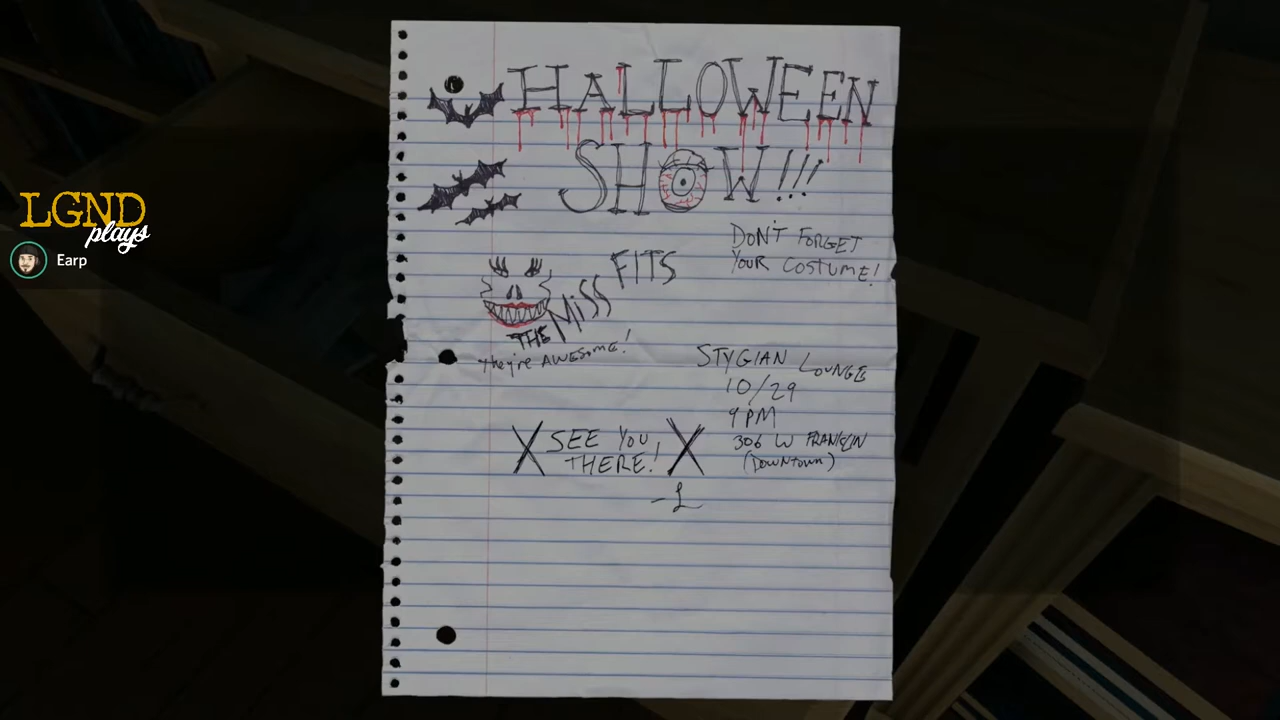 HALLOWEEN
SHOW!!!
DON'T FORGET
YOUR COSTUME!
THE MISS FITS
They're AWESOME!
STYGIAN LOUNGE
10/29
9PM
306 W FRANKLIN
(DOWNTOWN)
X SEE YOU X
THERE!
-L
LGND
plays
Earp